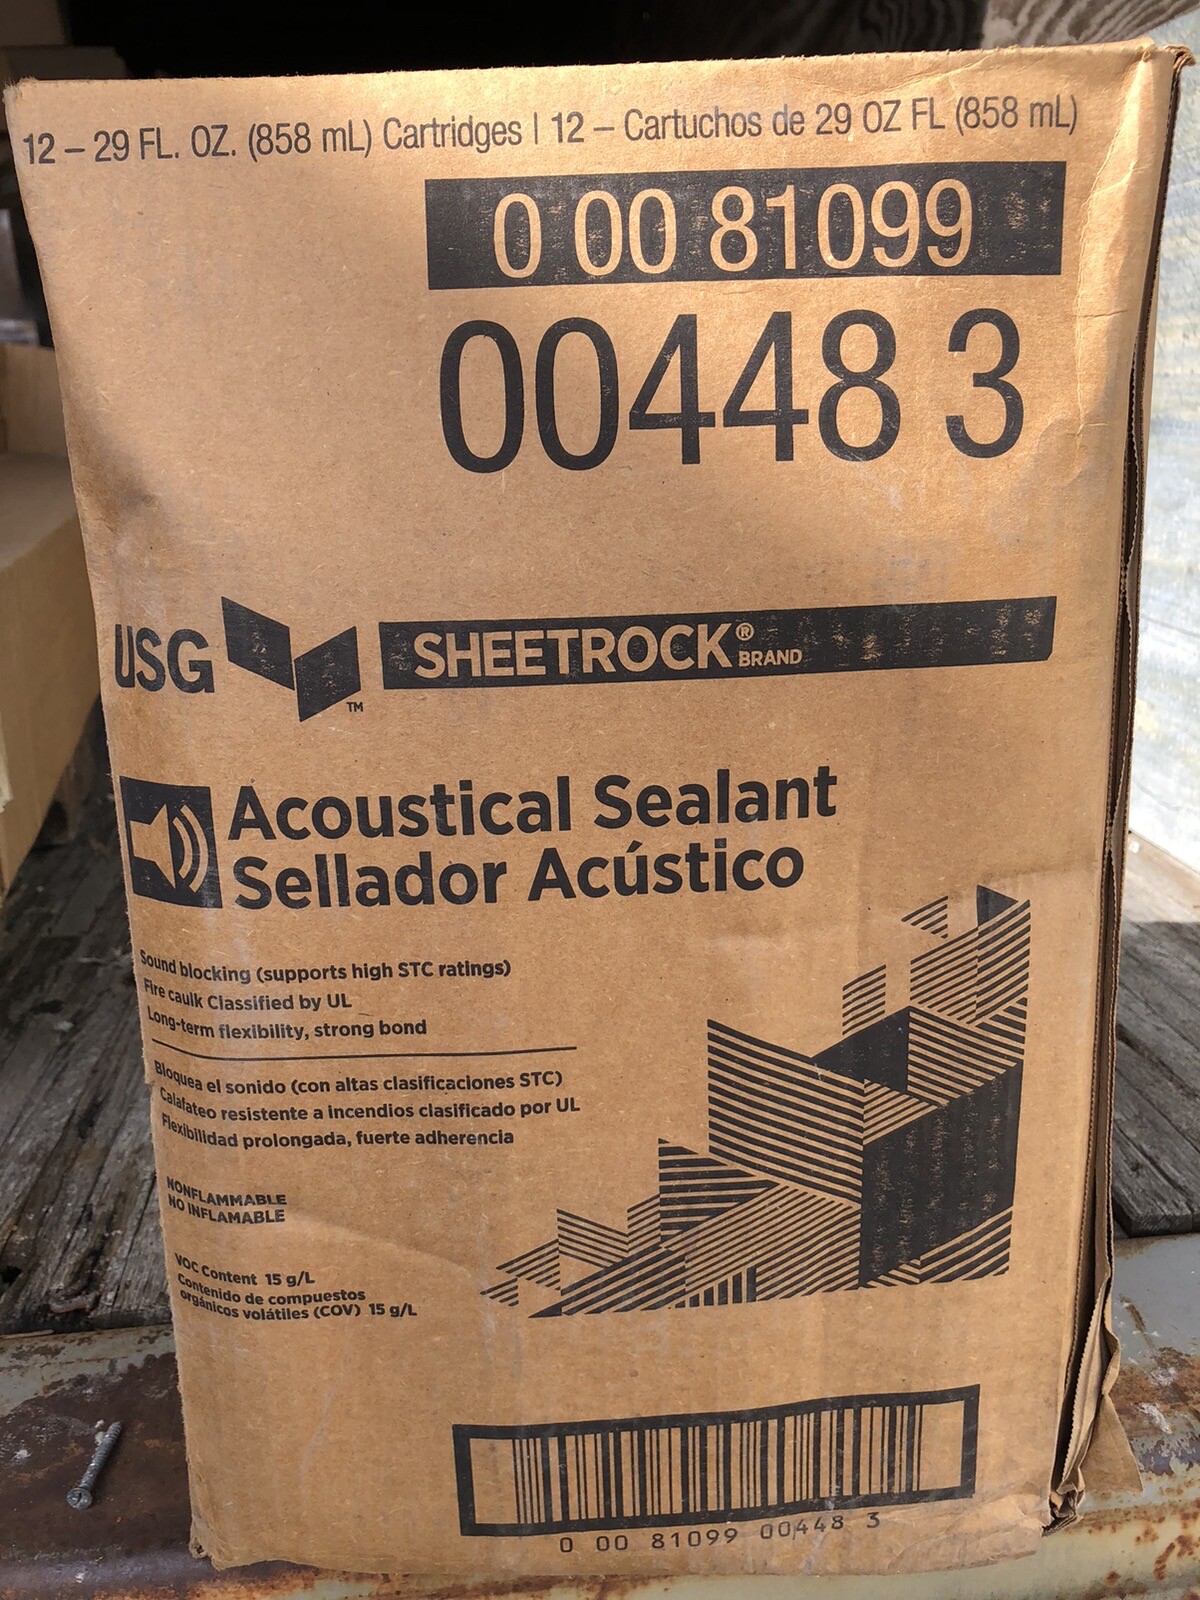 12 – 29 FL. OZ. (858 mL) Cartridges | 12 – Cartuchos de 29 OZ FL (858 mL)
0 00 81099
00448 3
USG™ SHEETROCK® BRAND
Acoustical Sealant
Sellador Acústico
Sound blocking (supports high STC ratings)
Fire caulk Classified by UL
Long-term flexibility, strong bond
Bloquea el sonido (con altas clasificaciones STC)
Calafateo resistente a incendios clasificado por UL
Flexibilidad prolongada, fuerte adherencia
NONFLAMMABLE
NO INFLAMABLE
VOC Content 15 g/L
Contenido de compuestos
orgánicos volátiles (COV) 15 g/L
0 00 81099 00448 3